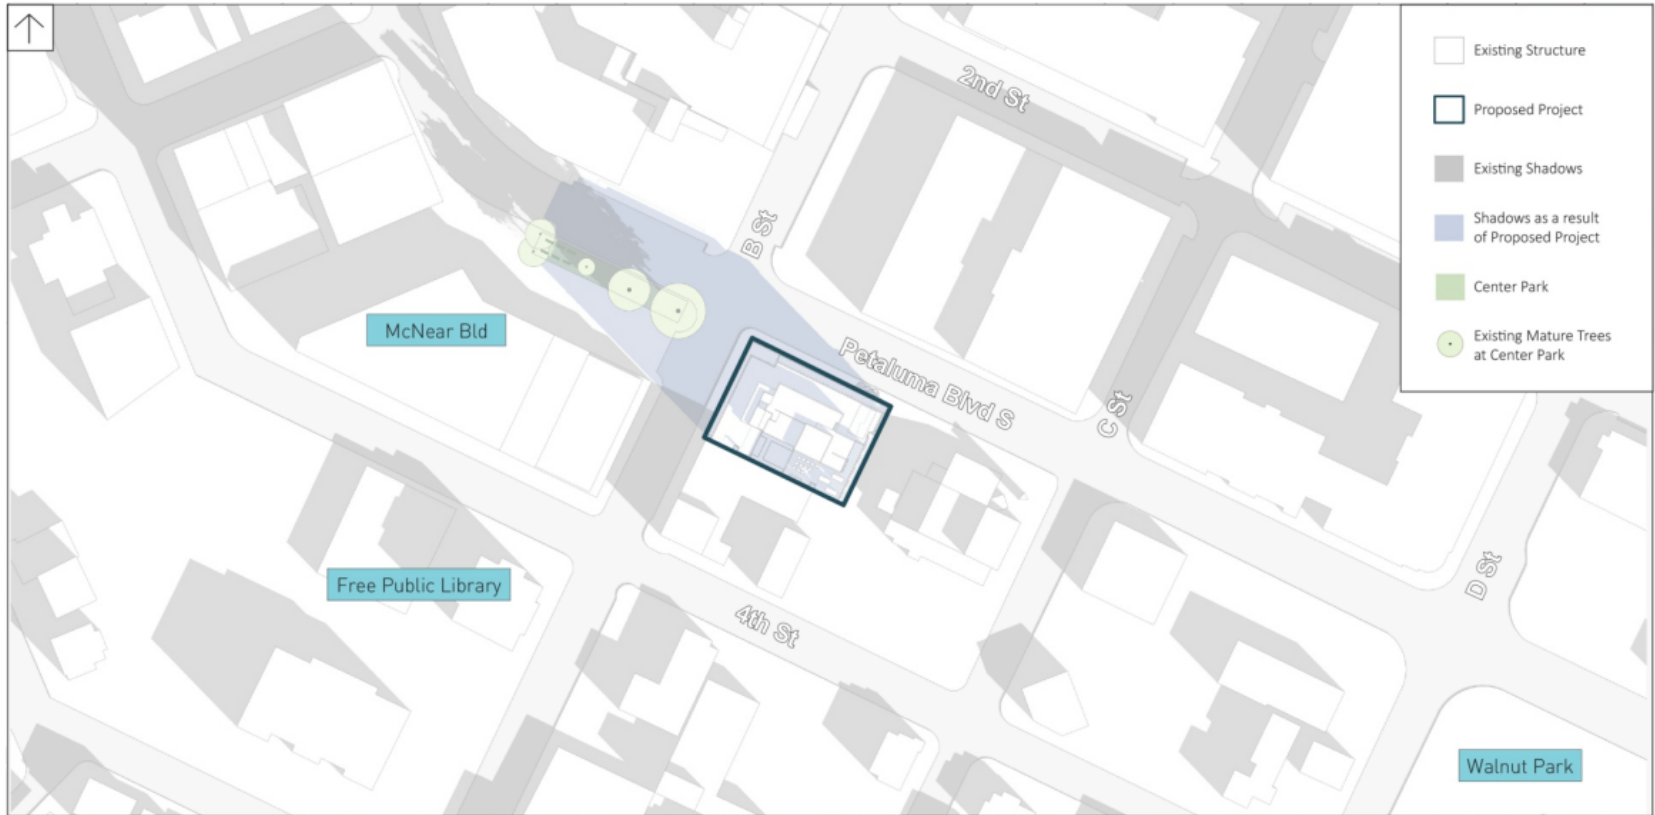 2nd St
B St
Petaluma Blvd S
C St
D St
4th St
McNear Bld
Free Public Library
Walnut Park
Existing Structure
Proposed Project
Existing Shadows
Shadows as a result
of Proposed Project
Center Park
Existing Mature Trees
at Center Park